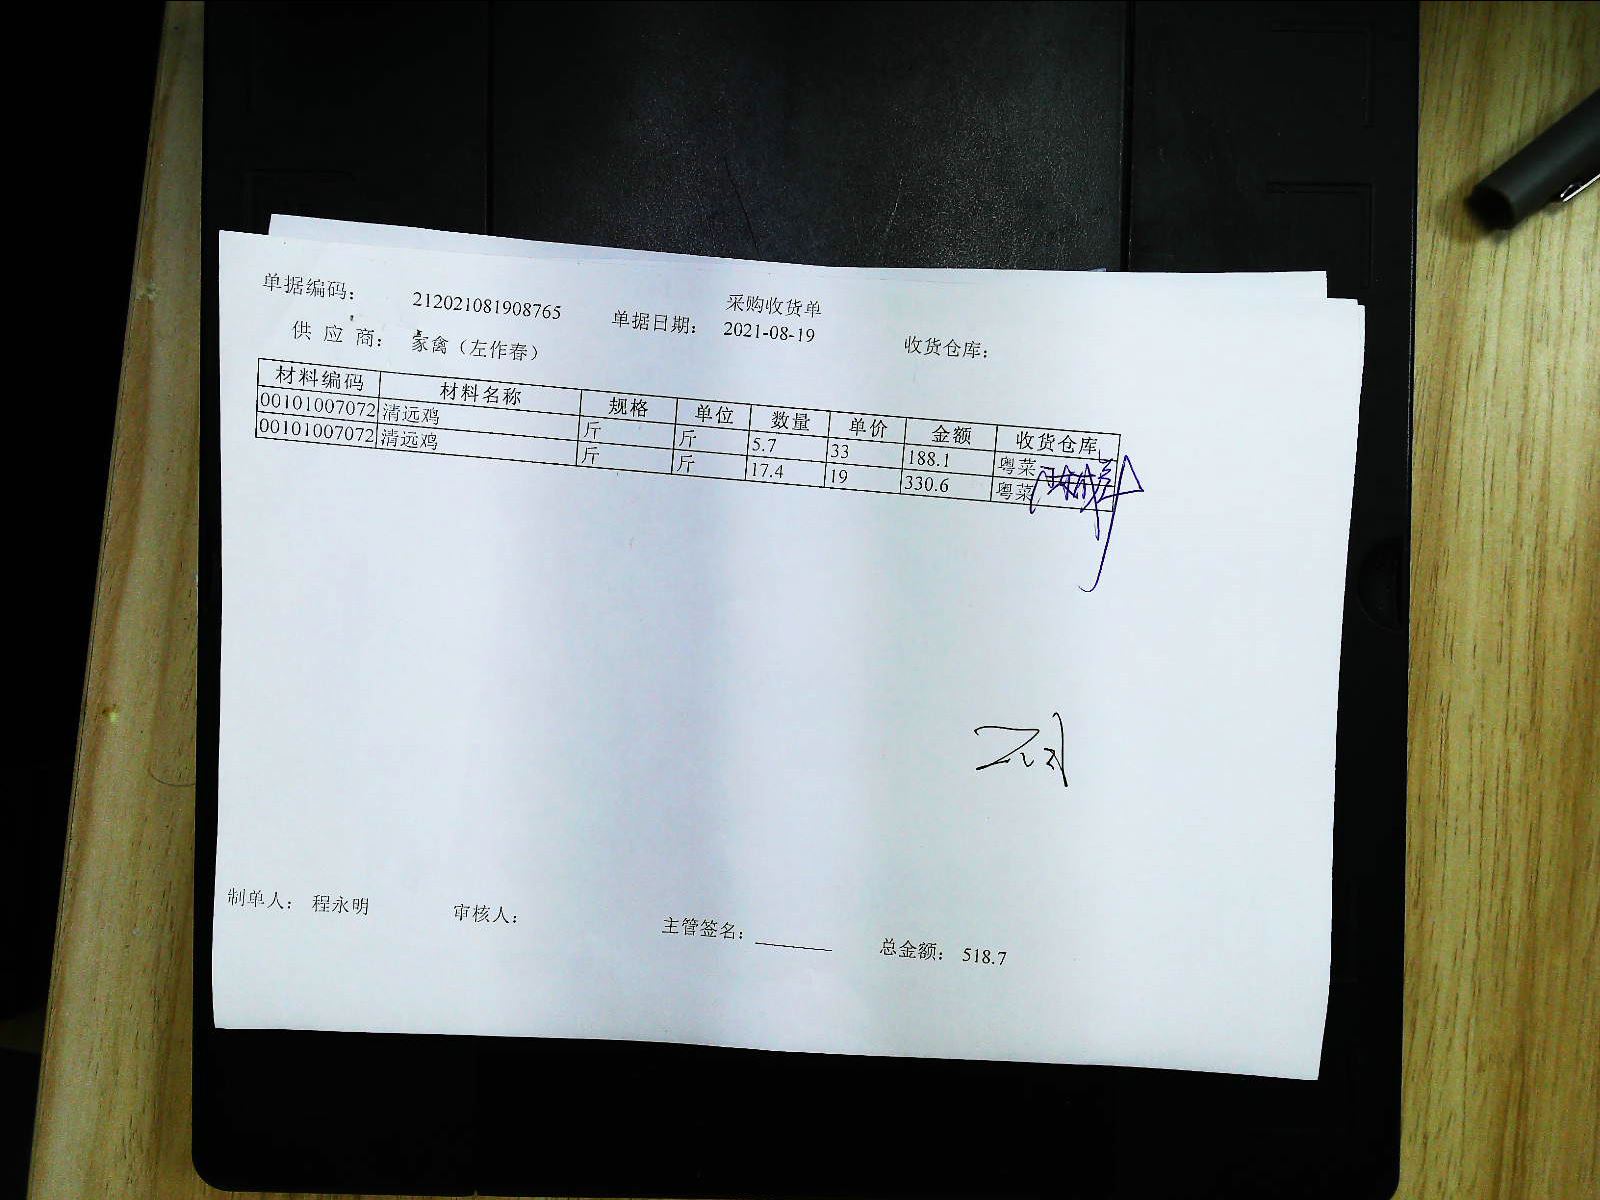 采购收货单
单据编码： 212021081908765 单据日期： 2021-08-19 收货仓库：
供应商： 家禽（左作春）
材料编码 材料名称 规格 单位 数量 单价 金额 收货仓库
00101007072 清远鸡 斤 斤 5.7 33 188.1 粤菜
00101007072 清远鸡 斤 斤 17.4 19 330.6 粤菜
制单人： 程永明 审核人： 主管签名： 总金额： 518.7